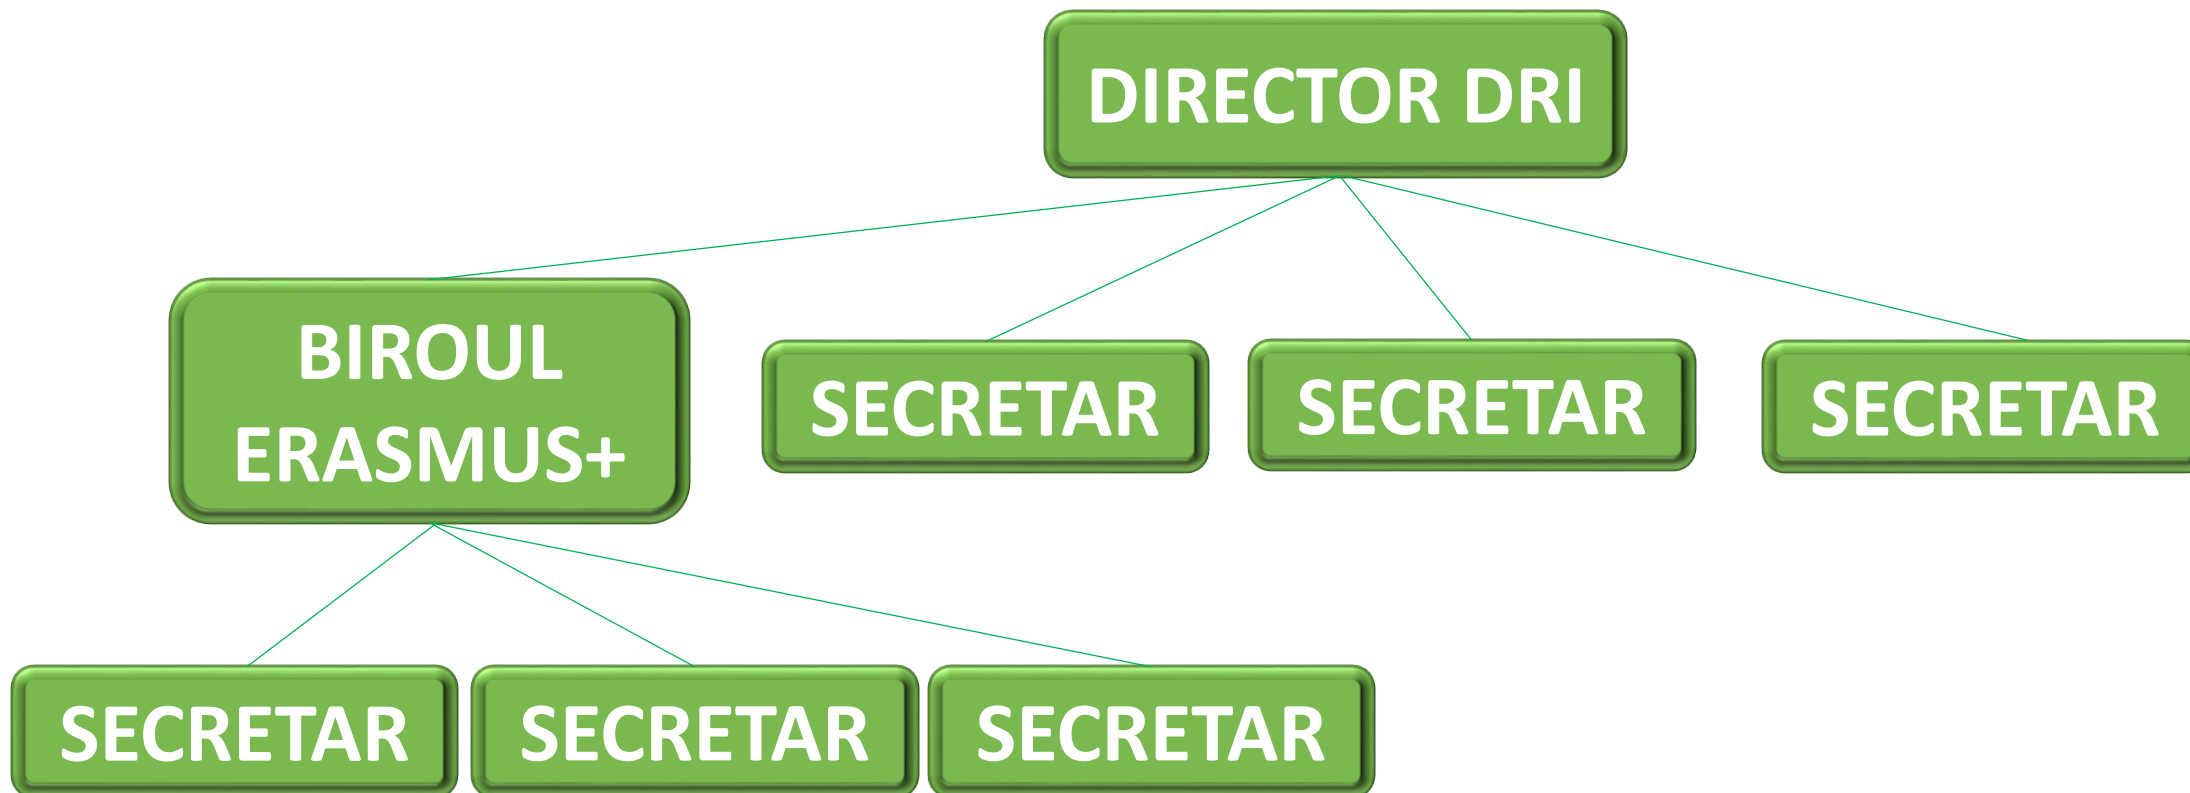 DIRECTOR DRI
BIROUL
ERASMUS+
SECRETAR
SECRETAR
SECRETAR
SECRETAR
SECRETAR
SECRETAR